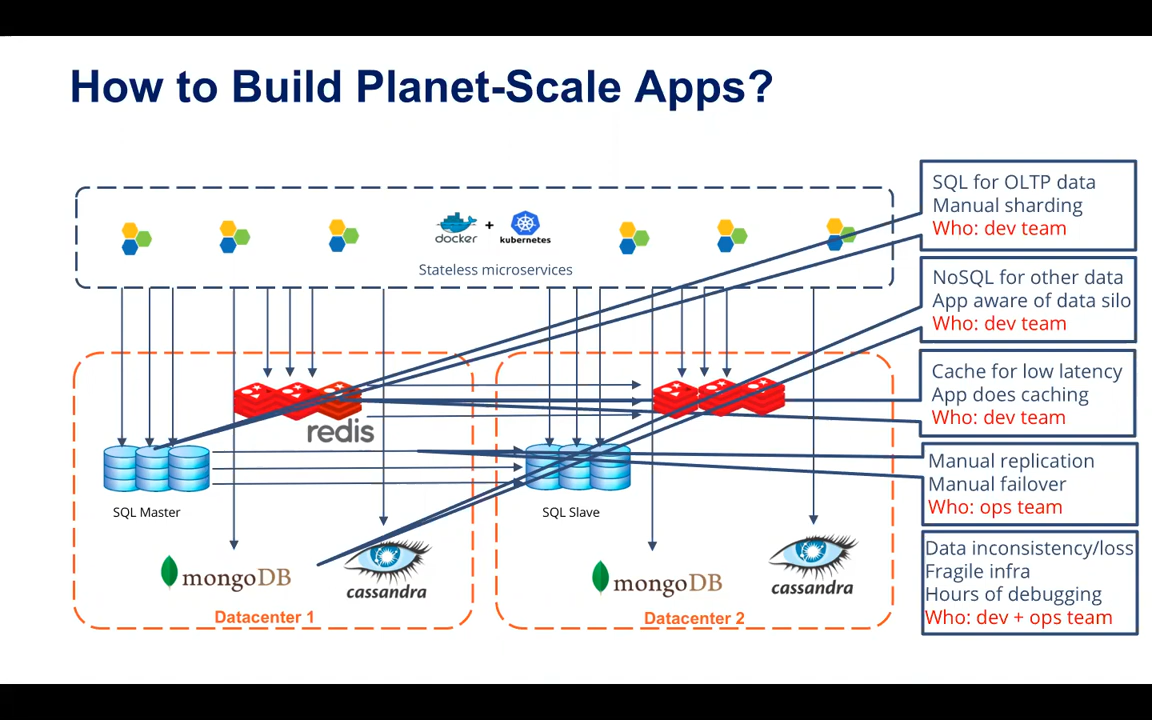 How to Build Planet-Scale Apps?
docker + kubernetes
Stateless microservices
SQL for OLTP data
Manual sharding
Who: dev team
NoSQL for other data
App aware of data silo
Who: dev team
Cache for low latency
App does caching
Who: dev team
Manual replication
Manual failover
Who: ops team
Data inconsistency/loss
Fragile infra
Hours of debugging
Who: dev + ops team
redis
SQL Master
SQL Slave
mongoDB
cassandra
mongoDB
cassandra
Datacenter 1
Datacenter 2